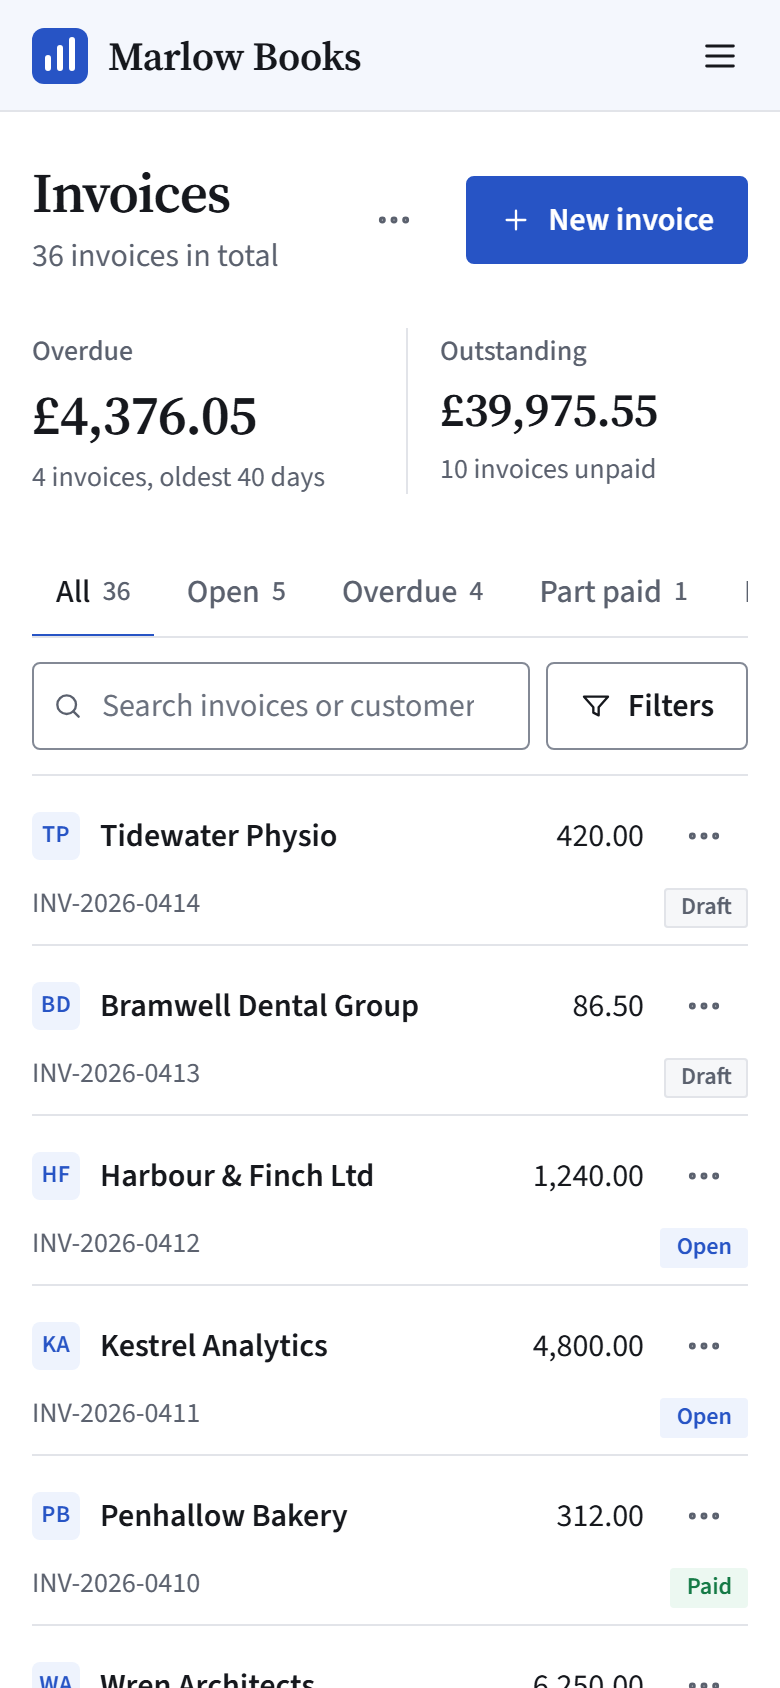 Marlow Books
Invoices
36 invoices in total
New invoice
Overdue
£4,376.05
4 invoices, oldest 40 days
Outstanding
£39,975.55
10 invoices unpaid
All 36 Open 5 Overdue 4 Part paid 1
Search invoices or customer
Filters
TP Tidewater Physio 420.00
INV-2026-0414 Draft
BD Bramwell Dental Group 86.50
INV-2026-0413 Draft
HF Harbour & Finch Ltd 1,240.00
INV-2026-0412 Open
KA Kestrel Analytics 4,800.00
INV-2026-0411 Open
PB Penhallow Bakery 312.00
INV-2026-0410 Paid
WA Wren Architects 6,250.00